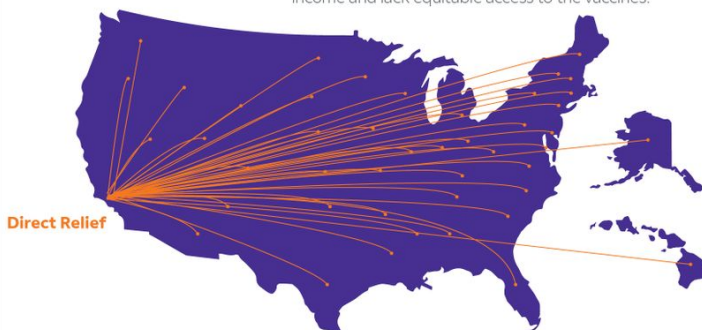 income and lack equitable access to the vaccines.
Direct Relief